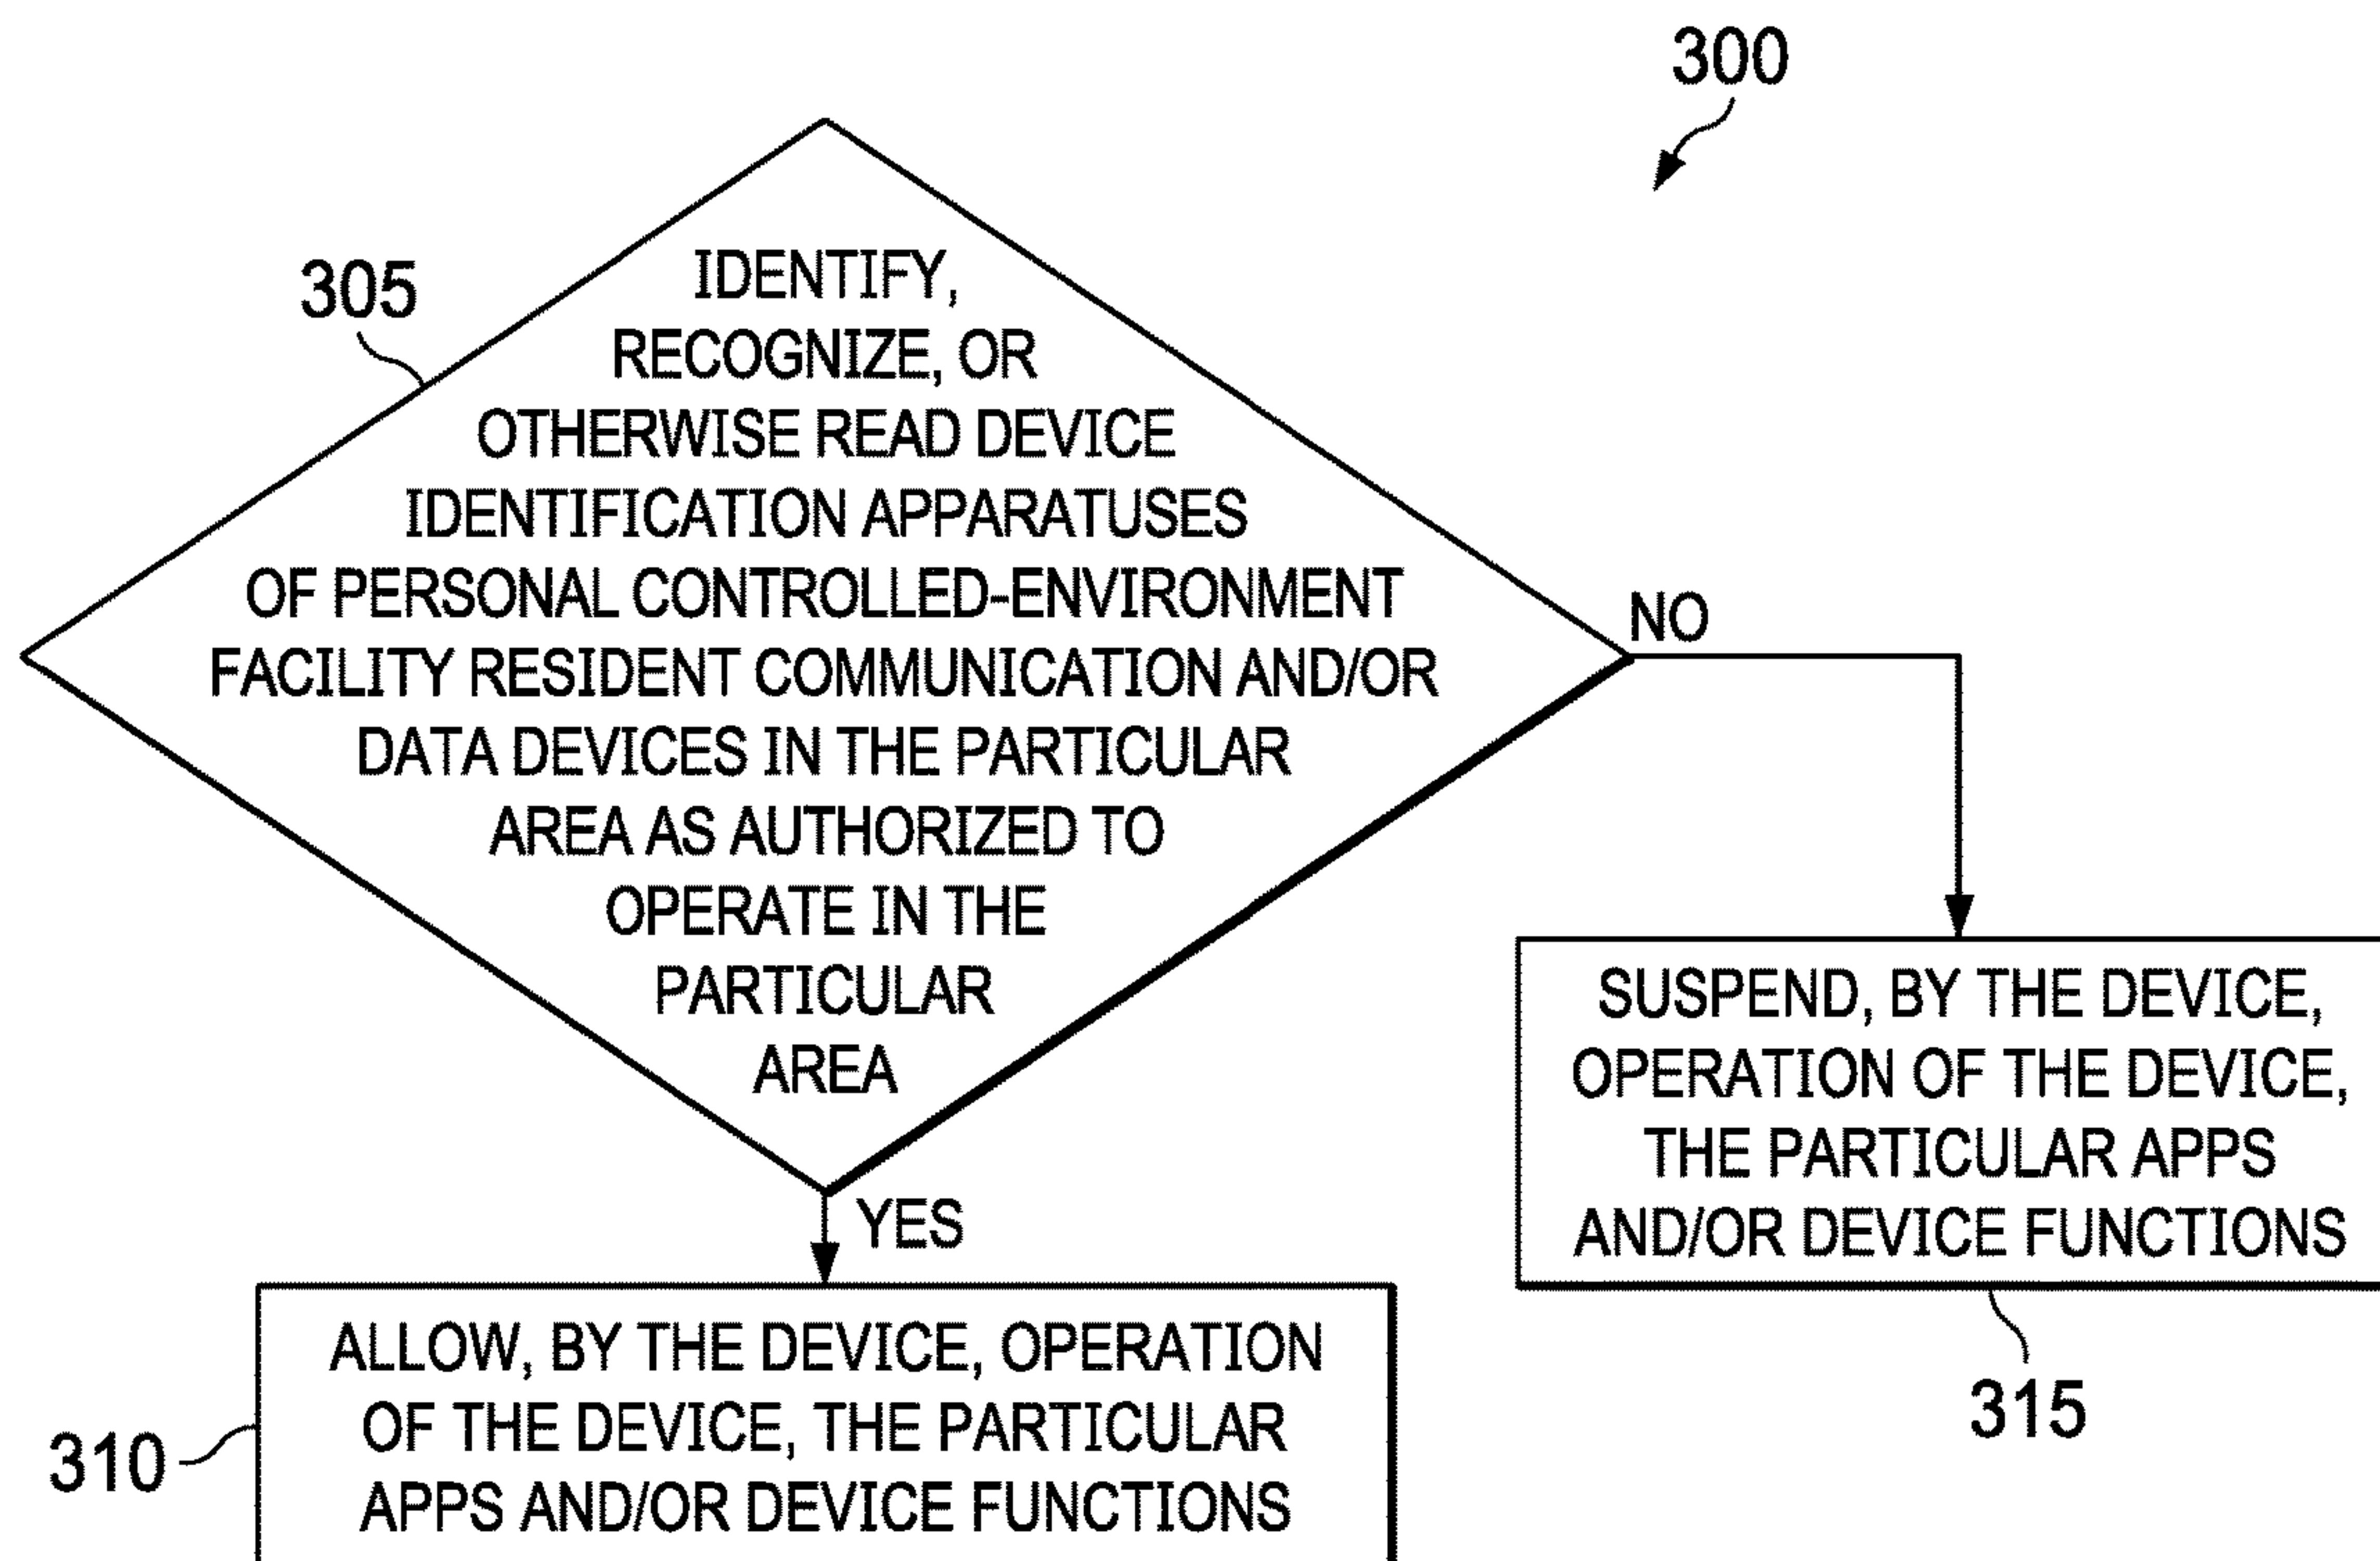 300
305
IDENTIFY,
RECOGNIZE, OR
OTHERWISE READ DEVICE
IDENTIFICATION APPARATUSES
OF PERSONAL CONTROLLED-ENVIRONMENT
FACILITY RESIDENT COMMUNICATION AND/OR
DATA DEVICES IN THE PARTICULAR
AREA AS AUTHORIZED TO
OPERATE IN THE
PARTICULAR
AREA
NO
SUSPEND, BY THE DEVICE,
OPERATION OF THE DEVICE,
THE PARTICULAR APPS
AND/OR DEVICE FUNCTIONS
315
YES
ALLOW, BY THE DEVICE, OPERATION
OF THE DEVICE, THE PARTICULAR
APPS AND/OR DEVICE FUNCTIONS
310